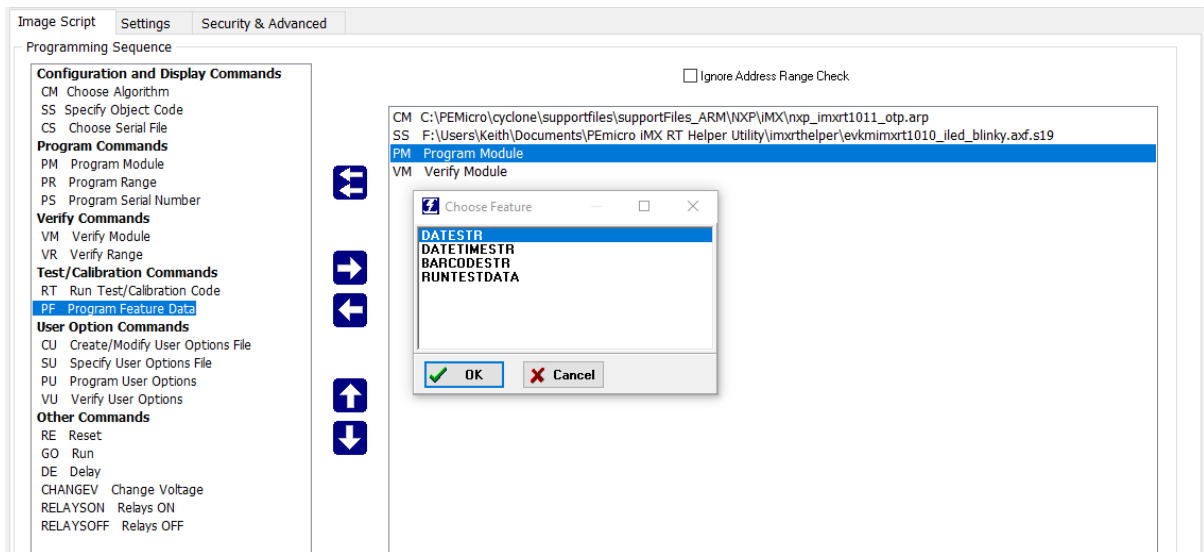 Image Script Settings Security & Advanced
Programming Sequence
Configuration and Display Commands
CM Choose Algorithm
SS Specify Object Code
CS Choose Serial File
Program Commands
PM Program Module
PR Program Range
PS Program Serial Number
Verify Commands
VM Verify Module
VR Verify Range
Test/Calibration Commands
RT Run Test/Calibration Code
PF Program Feature Data
User Option Commands
CU Create/Modify User Options File
SU Specify User Options File
PU Program User Options
VU Verify User Options
Other Commands
RE Reset
GO Run
DE Delay
CHANGEV Change Voltage
RELAYSON Relays ON
RELAYSOFF Relays OFF
Ignore Address Range Check
CM C:\PEMicro\cyclone\supportfiles\supportFiles_ARM\NXP\iMX\nxp_imxrt1011_otp.arp
SS F:\Users\Keith\Documents\PEmicro iMX RT Helper Utility\imxrthelper\evkmimxrt1010_iled_blinky.axf.s19
PM Program Module
VM Verify Module
Choose Feature
DATESTR
DATETIMESTR
BARCODESTR
RUNTESTDATA
OK Cancel